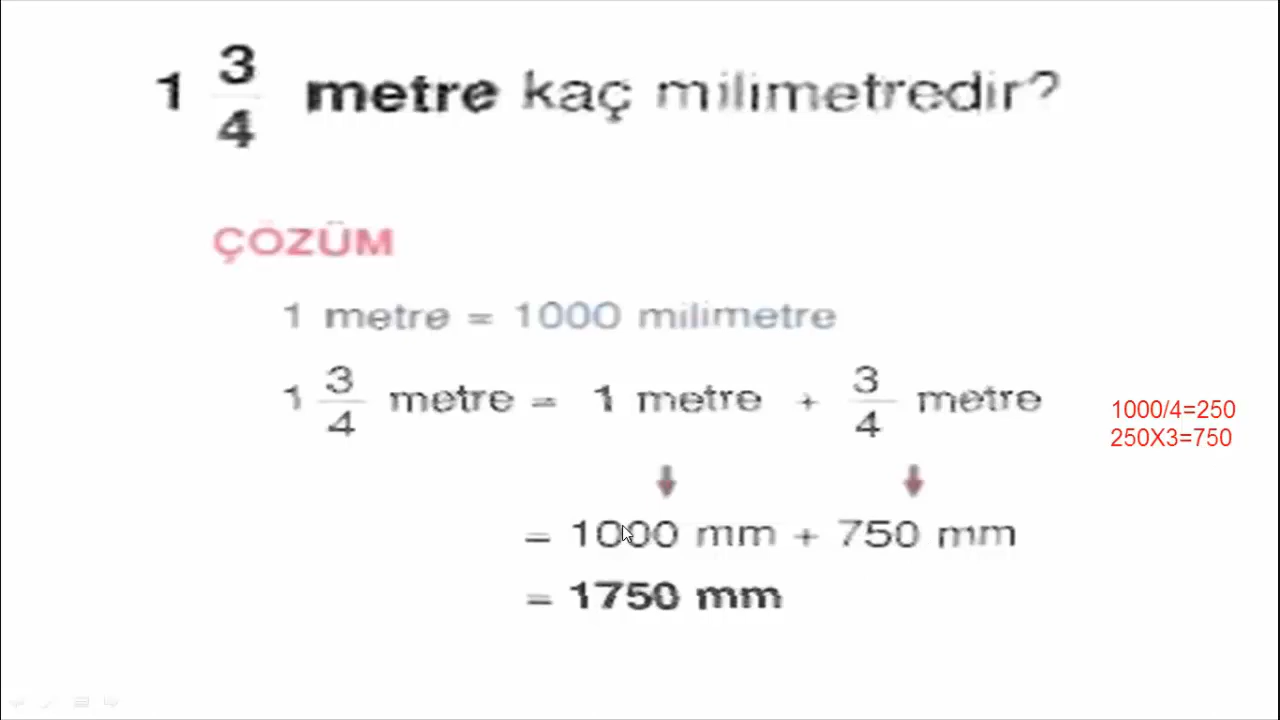 1 3/4 metre kaç milimetredir?
ÇÖZÜM
1 metre = 1000 milimetre
1 3/4 metre = 1 metre + 3/4 metre
1000/4=250
250X3=750
= 1000 mm + 750 mm
= 1750 mm